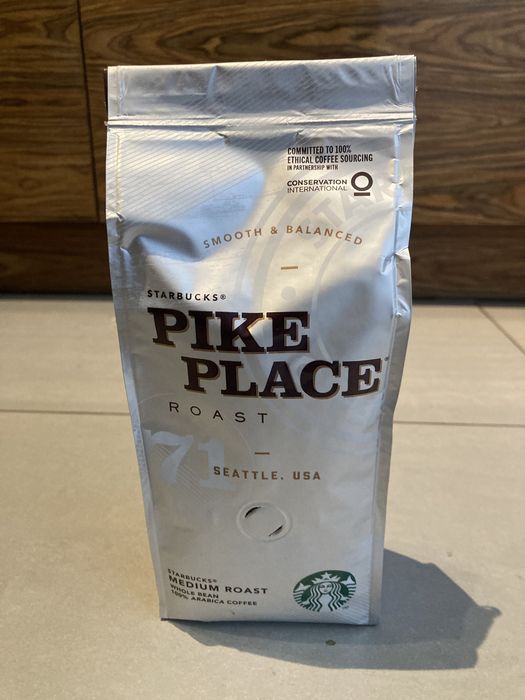 COMMITTED TO 100%
ETHICAL COFFEE SOURCING
IN PARTNERSHIP WITH
CONSERVATION
INTERNATIONAL
SMOOTH & BALANCED
STARBUCKS®
PIKE
PLACE
ROAST
71
SEATTLE, USA
STARBUCKS®
MEDIUM ROAST
WHOLE BEAN
100% ARABICA COFFEE